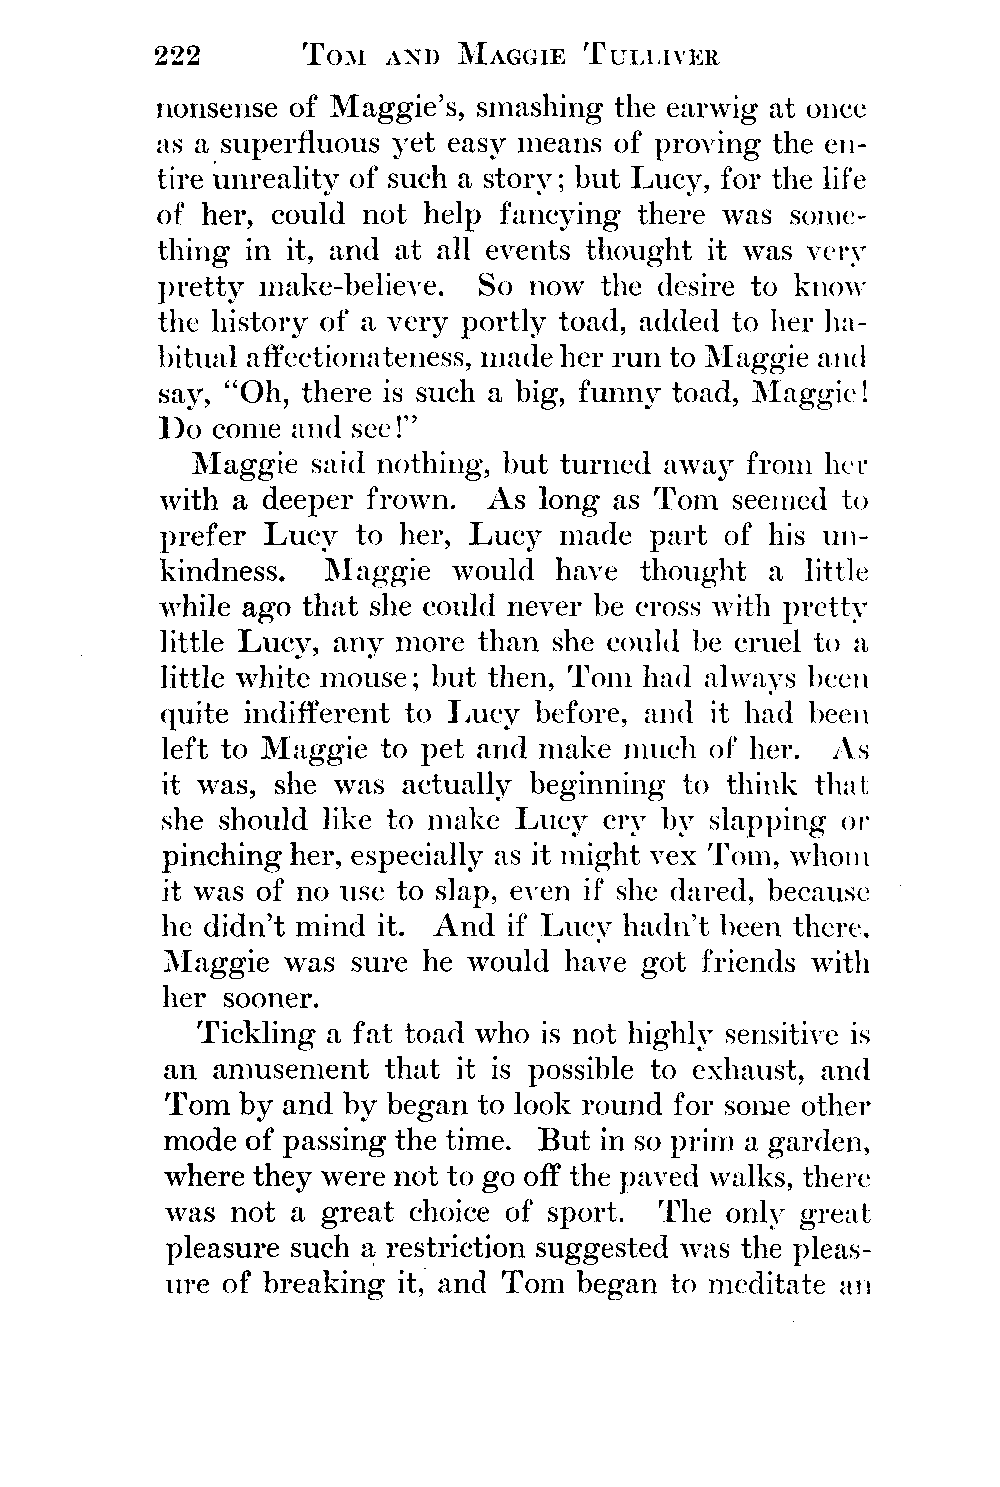 222 TOM AND MAGGIE TULLIVER
nonsense of Maggie's, smashing the earwig at once
as a superfluous yet easy means of proving the en-
tire unreality of such a story; but Lucy, for the life
of her, could not help fancying there was some-
thing in it, and at all events thought it was very
pretty make-believe. So now the desire to know
the history of a very portly toad, added to her ha-
bitual affectionateness, made her run to Maggie and
say, "Oh, there is such a big, funny toad, Maggie!
Do come and see!"
Maggie said nothing, but turned away from her
with a deeper frown. As long as Tom seemed to
prefer Lucy to her, Lucy made part of his un-
kindness. Maggie would have thought a little
while ago that she could never be cross with pretty
little Lucy, any more than she could be cruel to a
little white mouse; but then, Tom had always been
quite indifferent to Lucy before, and it had been
left to Maggie to pet and make much of her. As
it was, she was actually beginning to think that
she should like to make Lucy cry by slapping or
pinching her, especially as it might vex Tom, whom
it was of no use to slap, even if she dared, because
he didn't mind it. And if Lucy hadn't been there,
Maggie was sure he would have got friends with
her sooner.
Tickling a fat toad who is not highly sensitive is
an amusement that it is possible to exhaust, and
Tom by and by began to look round for some other
mode of passing the time. But in so prim a garden,
where they were not to go off the paved walks, there
was not a great choice of sport. The only great
pleasure such a restriction suggested was the pleas-
ure of breaking it, and Tom began to meditate an